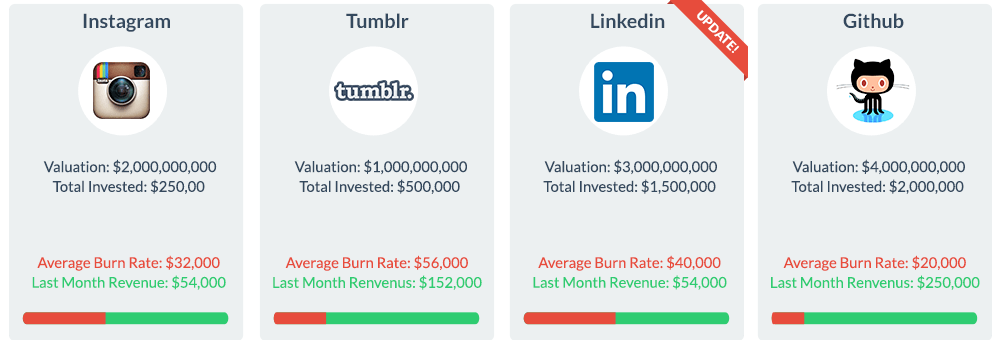 Instagram
Valuation: $2,000,000,000
Total Invested: $250,00
Average Burn Rate: $32,000
Last Month Revenue: $54,000
Tumblr
tumblr.
Valuation: $1,000,000,000
Total Invested: $500,000
Average Burn Rate: $56,000
Last Month Renvenus: $152,000
Linkedin
UPDATE!
in
Valuation: $3,000,000,000
Total Invested: $1,500,000
Average Burn Rate: $40,000
Last Month Revenue: $54,000
Github
Valuation: $4,000,000,000
Total Invested: $2,000,000
Average Burn Rate: $20,000
Last Month Renvenus: $250,000